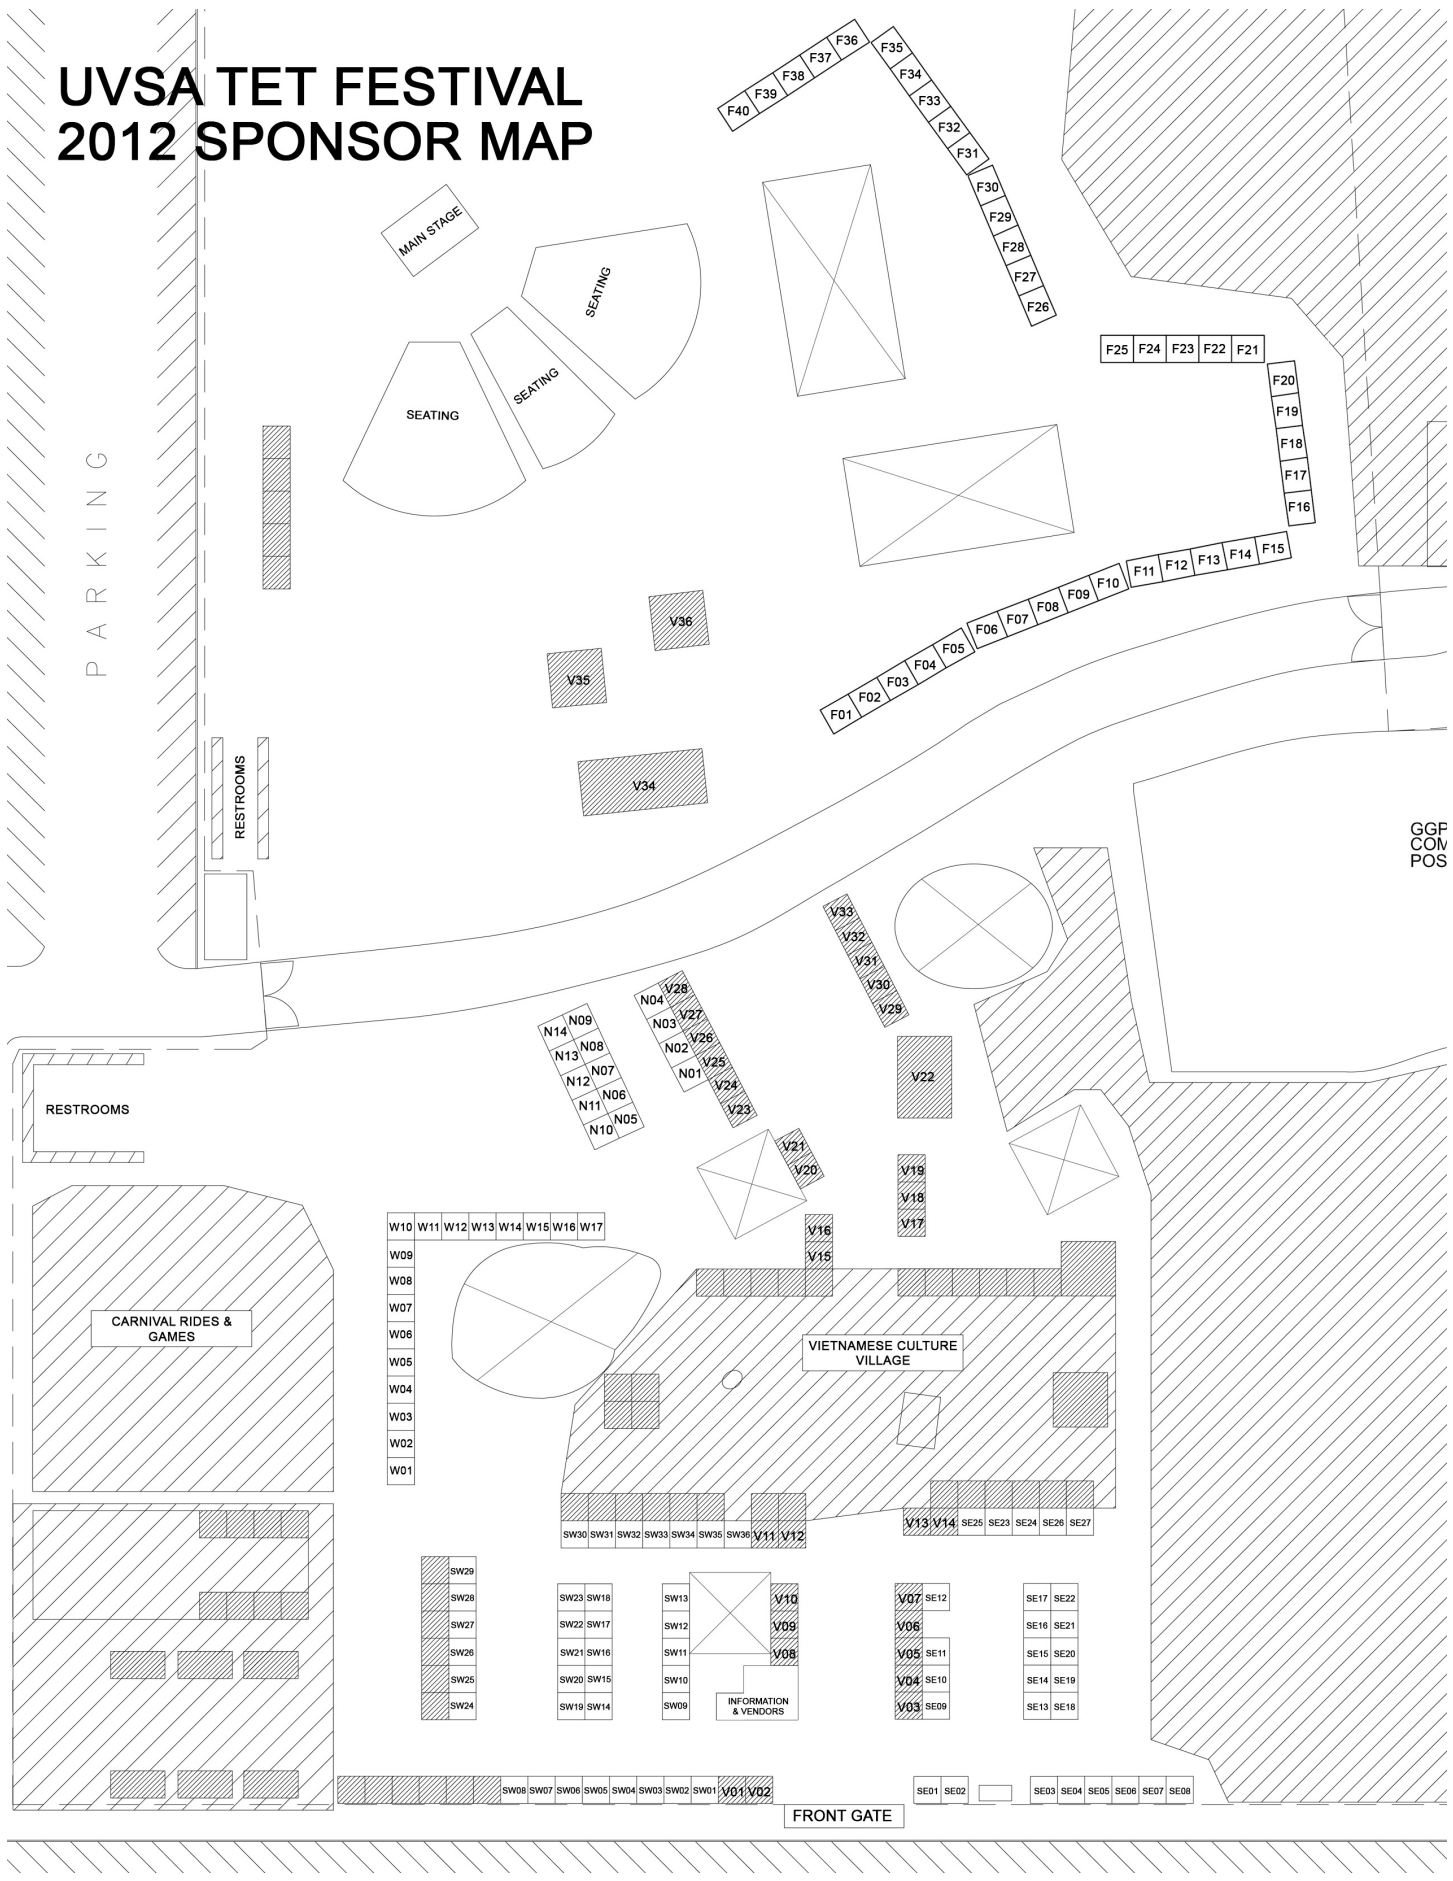 UVSA TET FESTIVAL
2012 SPONSOR MAP
F36
F37
F38
F39
F40
F35
F34
F33
F32
F31
F30
F29
F28
F27
F26
MAIN STAGE
SEATING
SEATING
SEATING
F25 F24 F23 F22 F21
F20
F19
F18
F17
F16
PARKING
F15
F14
F13
F12
F11
F10
F09
F08
F07
F06
F05
F04
F03
F02
F01
V36
V35
V34
RESTROOMS
GGP
COM
POS
V33
V32
V31
V30
V29
N04
N03
N02
N01
V28
V27
V26
V25
V24
V23
N14
N13
N12
N11
N10
N09
N08
N07
N06
N05
V22
RESTROOMS
V21
V20
V19
V18
V17
V16
V15
W10 W11 W12 W13 W14 W15 W16 W17
W09
W08
W07
W06
W05
W04
W03
W02
W01
CARNIVAL RIDES &
GAMES
VIETNAMESE CULTURE
VILLAGE
SW30 SW31 SW32 SW33 SW34 SW35 SW36 V11 V12
V13 V14 SE25 SE23 SE24 SE26 SE27
SW29
SW28
SW27
SW26
SW25
SW24
SW23 SW18
SW22 SW17
SW21 SW16
SW20 SW15
SW19 SW14
SW13
SW12
SW11
SW10
SW09
V10
V09
V08
INFORMATION
& VENDORS
V07 SE12
V06
V05 SE11
V04 SE10
V03 SE09
SE17 SE22
SE16 SE21
SE15 SE20
SE14 SE19
SE13 SE18
SW08 SW07 SW06 SW05 SW04 SW03 SW02 SW01 V01 V02
SE01 SE02
SE03 SE04 SE05 SE06 SE07 SE08
FRONT GATE